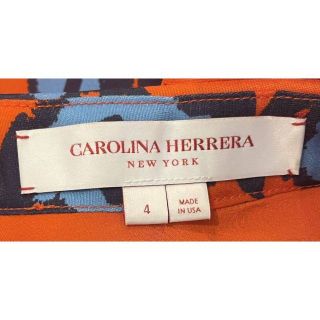 CAROLINA HERRERA
NEW YORK
4
MADE
IN USA